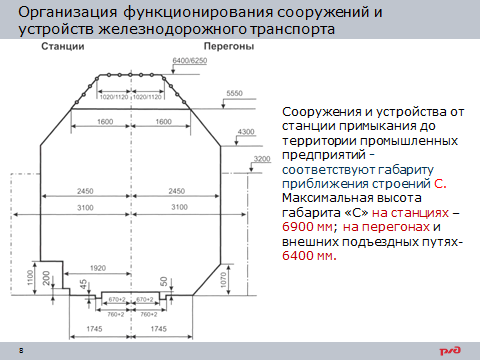 Организация функционирования сооружений и
устройств железнодорожного транспорта
Станции Перегоны
6400/6250
1020/1120 1020/1120
5550
1600 1600
4300
3200
2450 2450
3100 3100
1920
1100
200
45
50
1070
670+2 670+2
760+2 760+2
1745 1745
Сооружения и устройства от
станции примыкания до
территории промышленных
предприятий -
соответствуют габариту
приближения строений С.
Максимальная высота
габарита «С» на станциях –
6900 мм; на перегонах и
внешних подъездных путях-
6400 мм.
8